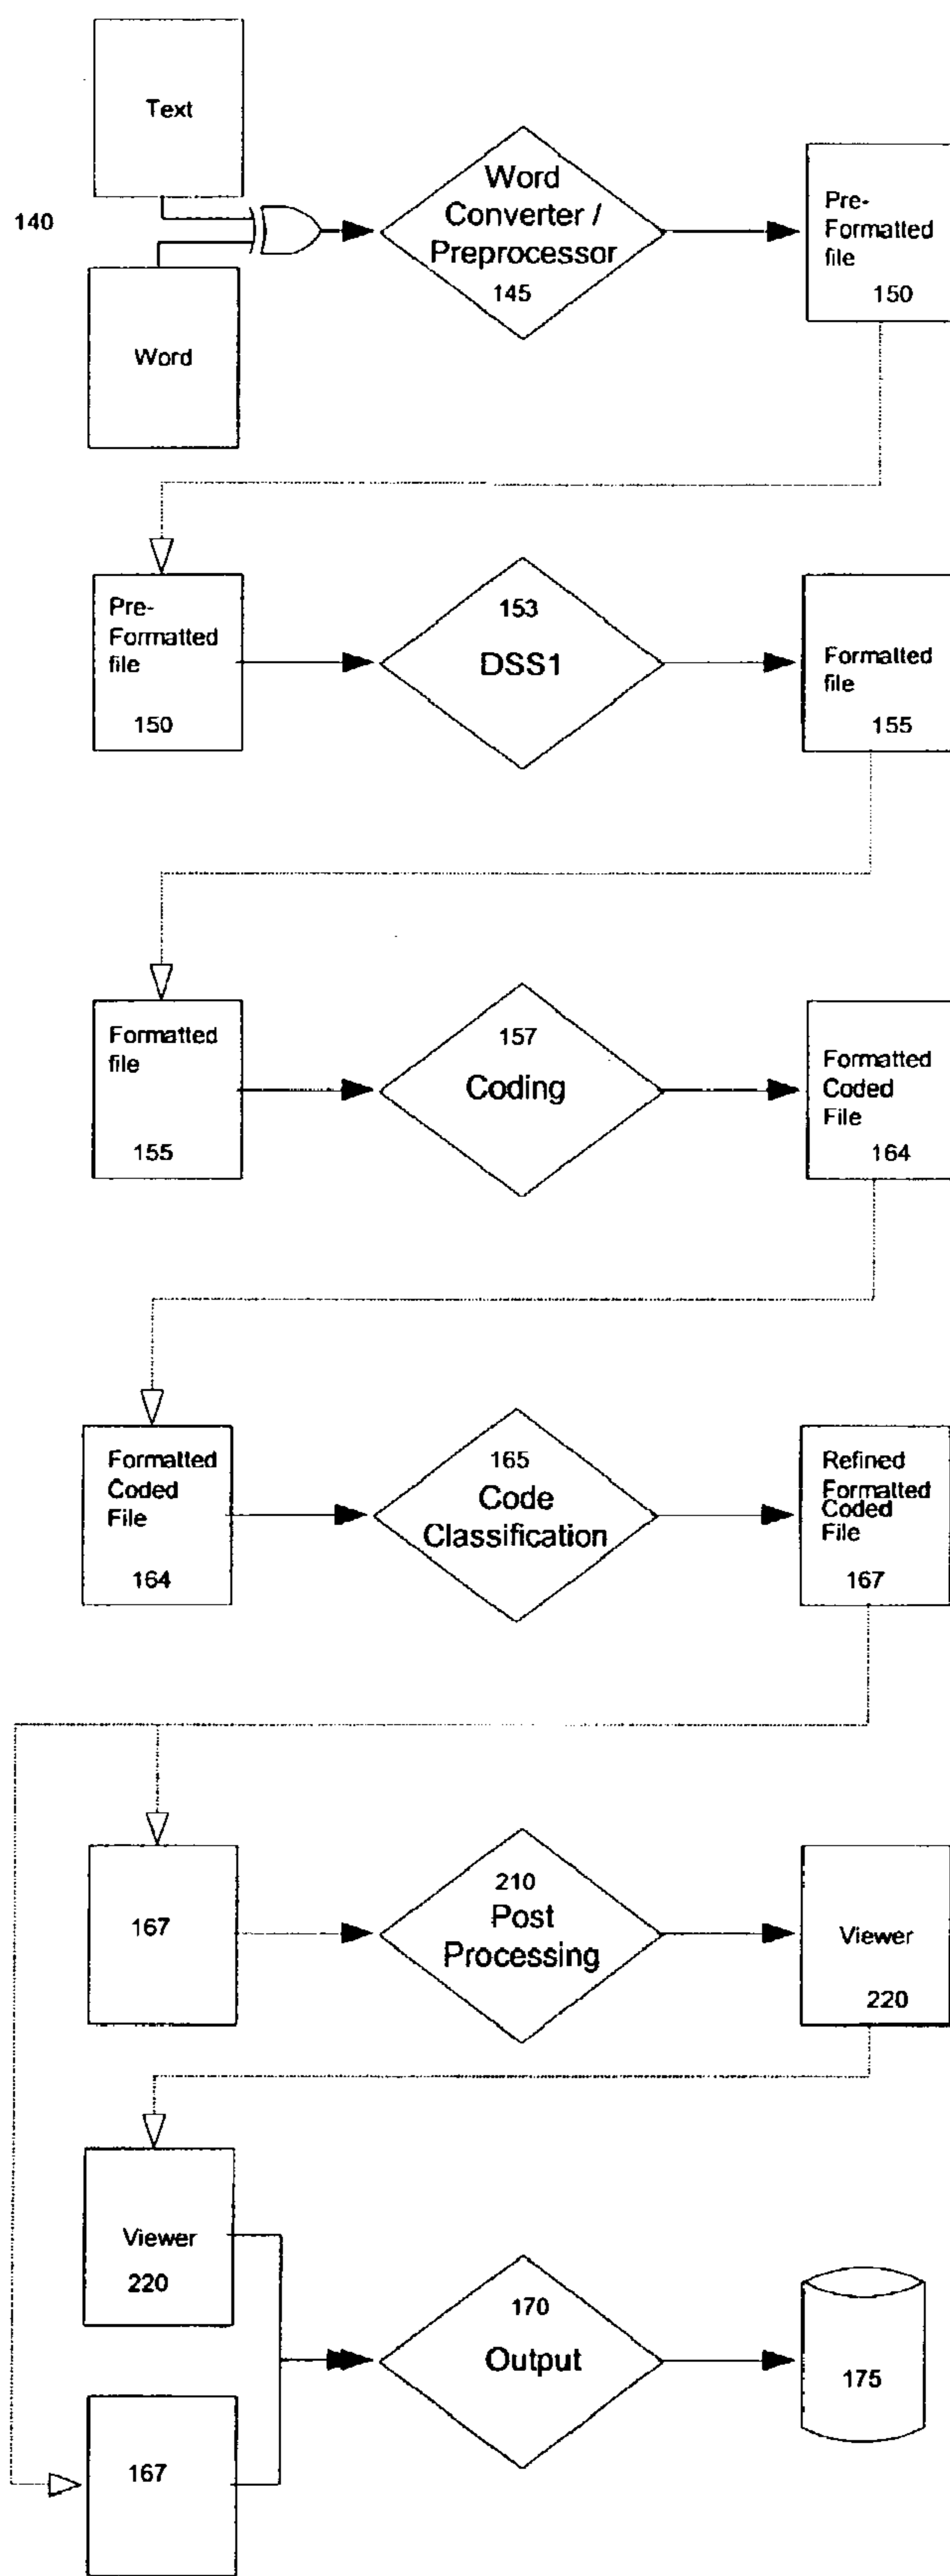 Text
140
Word
Word
Converter /
Preprocessor
145
Pre-
Formatted
file
150
Pre-
Formatted
file
150
153
DSS1
Formatted
file
155
Formatted
file
155
157
Coding
Formatted
Coded
File
164
Formatted
Coded
File
164
165
Code
Classification
Refined
Formatted
Coded
File
167
167
210
Post
Processing
Viewer
220
Viewer
220
167
170
Output
175